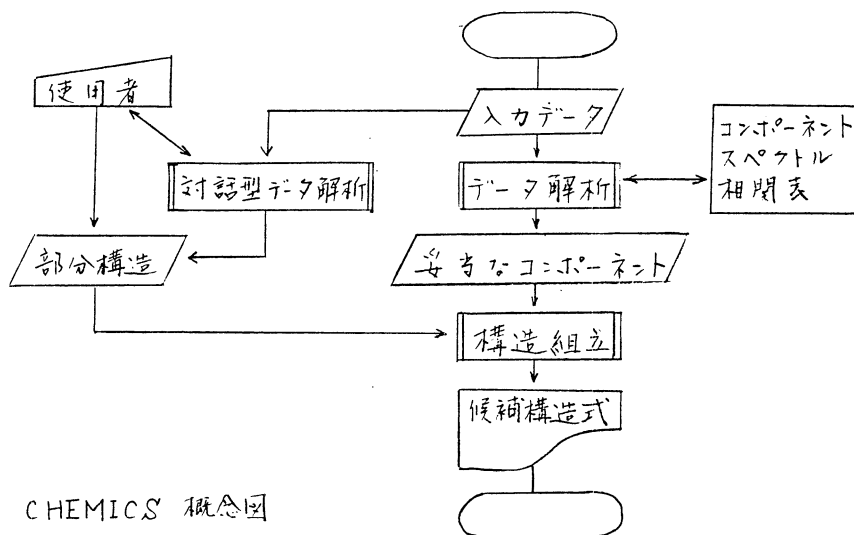 使用者
入力データ
コンポーネント
スペクトル
相関表
対話型データ解析
データ解析
部分構造
妥当なコンポーネント
構造組立
候補構造式
CHEMICS 概念図